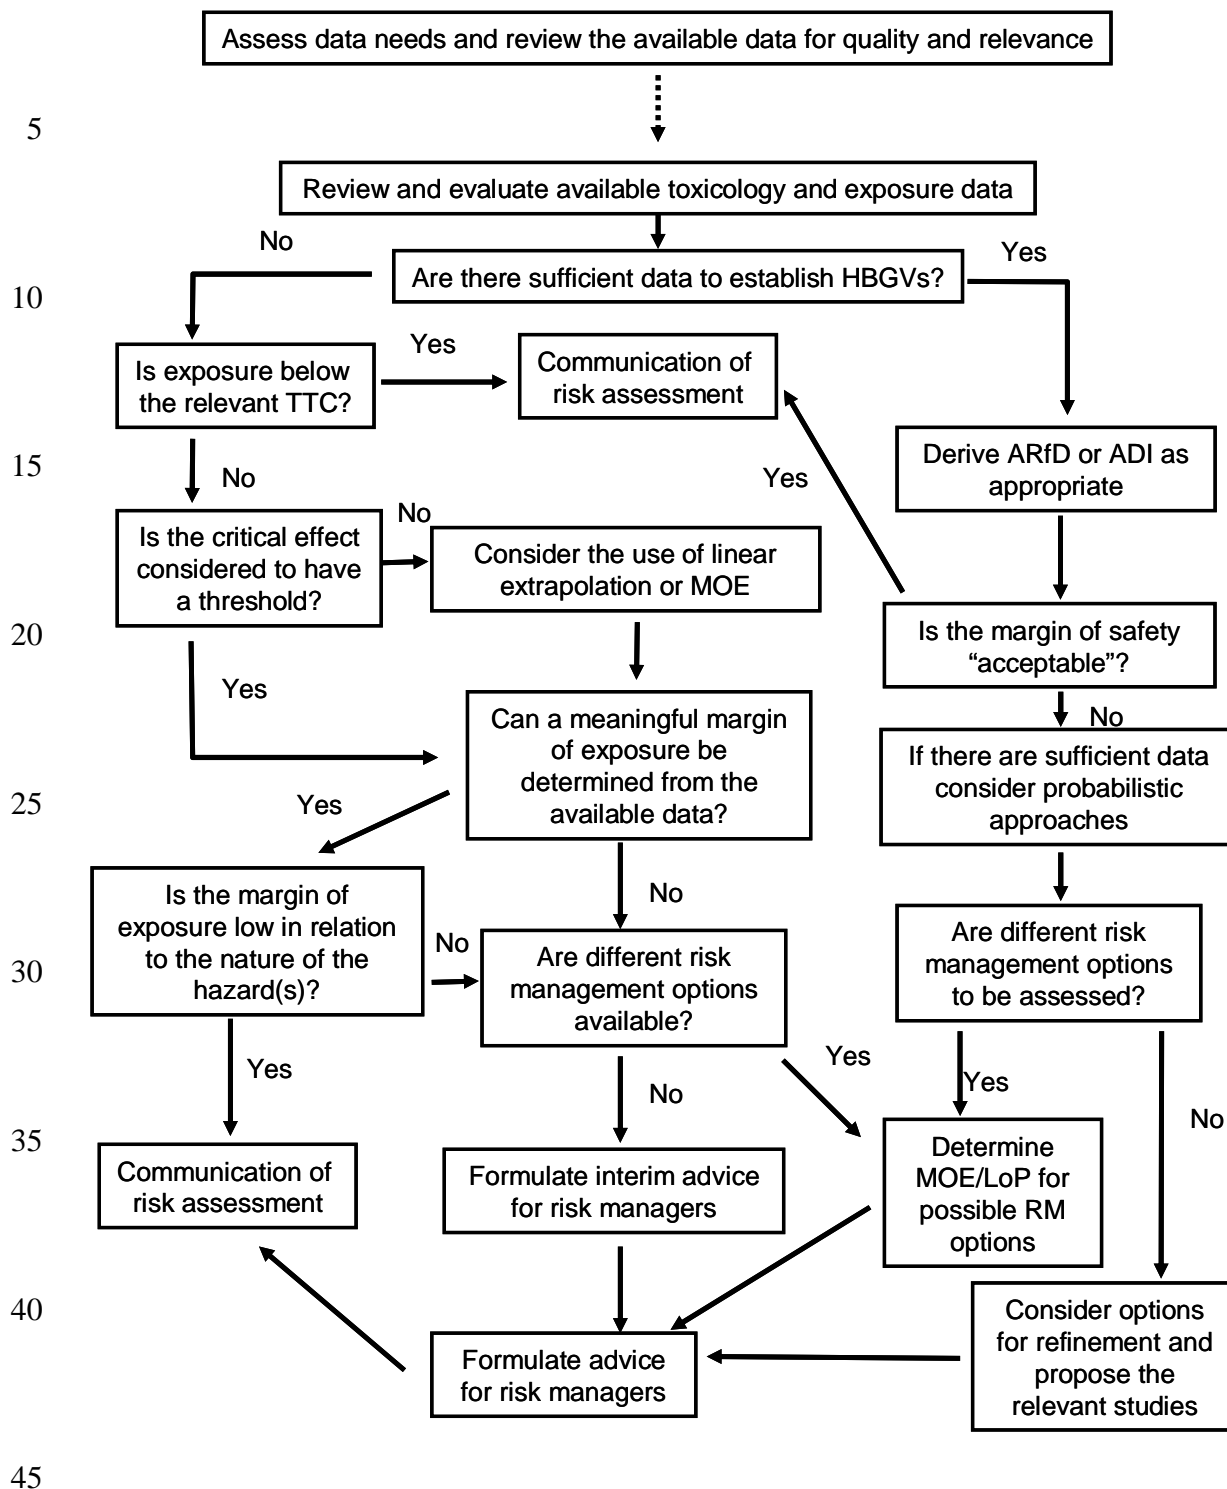 Assess data needs and review the available data for quality and relevance
5
Review and evaluate available toxicology and exposure data
No
Yes
Are there sufficient data to establish HBGVs?
10
Is exposure below
the relevant TTC?
Yes
Communication of
risk assessment
15
No
Yes
Derive ARfD or ADI as
appropriate
Is the critical effect
considered to have
a threshold?
No
Consider the use of linear
extrapolation or MOE
20
Is the margin of safety
“acceptable”?
Yes
No
Can a meaningful margin
of exposure be
determined from the
available data?
If there are sufficient data
consider probabilistic
approaches
25
Yes
Is the margin of
exposure low in relation
to the nature of the
hazard(s)?
No
No
Are different risk
management options
available?
Are different risk
management options
to be assessed?
30
Yes
No
Yes
Yes
No
35
Communication of
risk assessment
Formulate interim advice
for risk managers
Determine
MOE/LoP for
possible RM
options
40
Formulate advice
for risk managers
Consider options
for refinement and
propose the
relevant studies
45